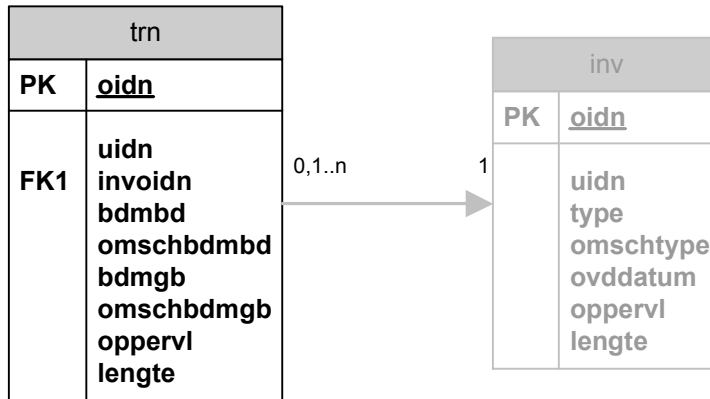 trn
PK oidn
uidn
FK1 invoidn
bdmbd
omschbdmbd
bdmgb
omschbdmgb
oppervl
lengte
0,1..n 1
inv
PK oidn
uidn
type
omschtype
ovddatum
oppervl
lengte